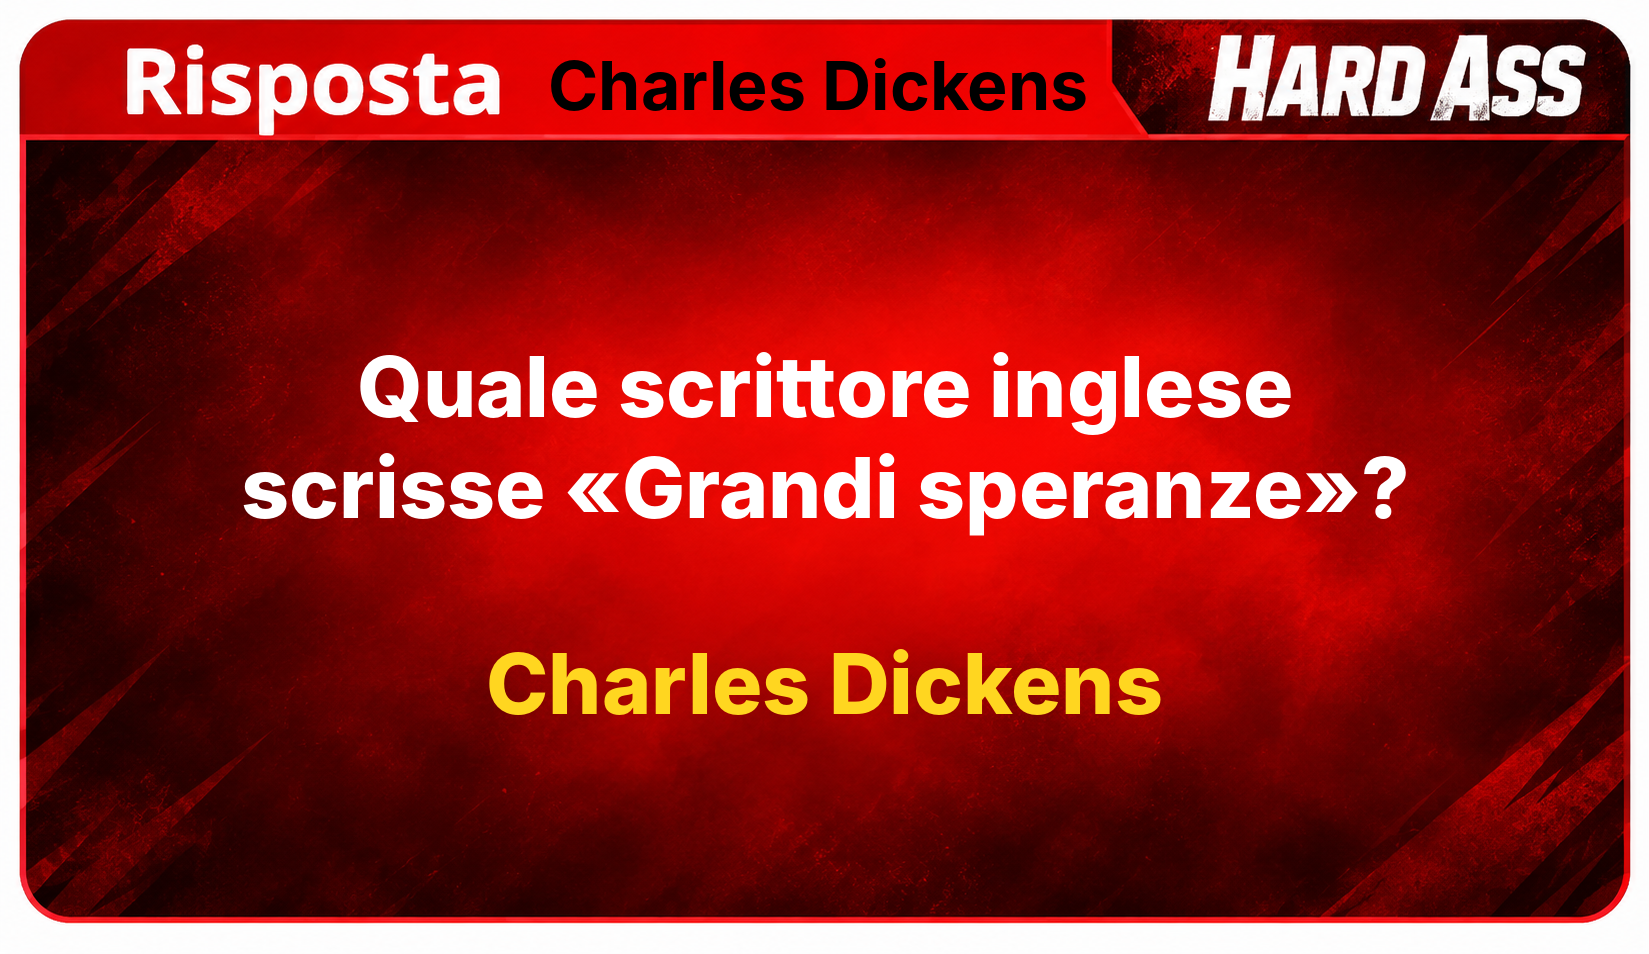 Risposta Charles Dickens HARD ASS
Quale scrittore inglese
scrisse «Grandi speranze»?
Charles Dickens